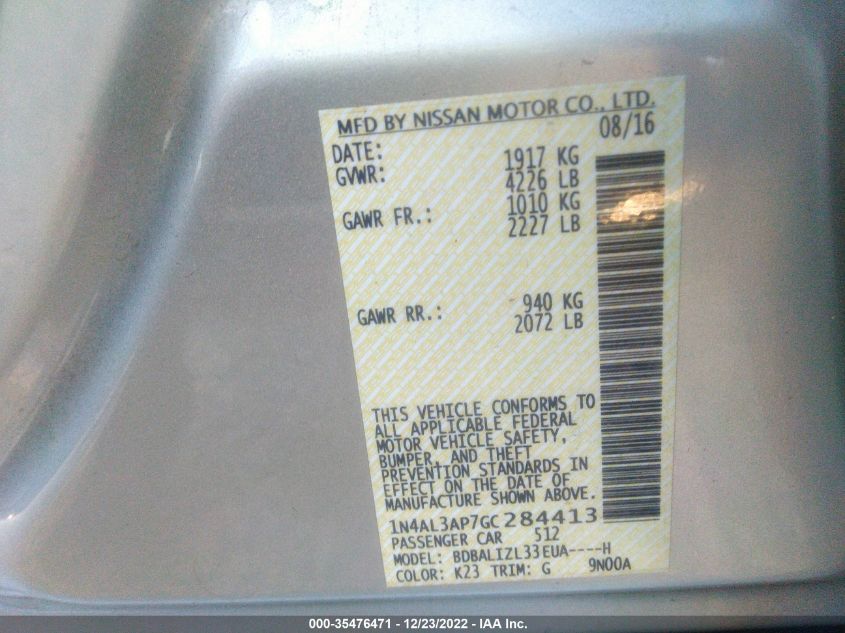 MFD BY NISSAN MOTOR CO., LTD.
DATE: 08/16
GVWR: 1917 KG
4226 LB
GAWR FR.: 1010 KG
2227 LB
GAWR RR.: 940 KG
2072 LB
THIS VEHICLE CONFORMS TO
ALL APPLICABLE FEDERAL
MOTOR VEHICLE SAFETY,
BUMPER, AND THEFT
PREVENTION STANDARDS IN
EFFECT ON THE DATE OF
MANUFACTURE SHOWN ABOVE.
1N4AL3AP7GC284413
PASSENGER CAR 512
MODEL: BDBALIZL33EUA----H
COLOR: K23 TRIM: G 9N00A
000-35476471 - 12/23/2022 - IAA Inc.